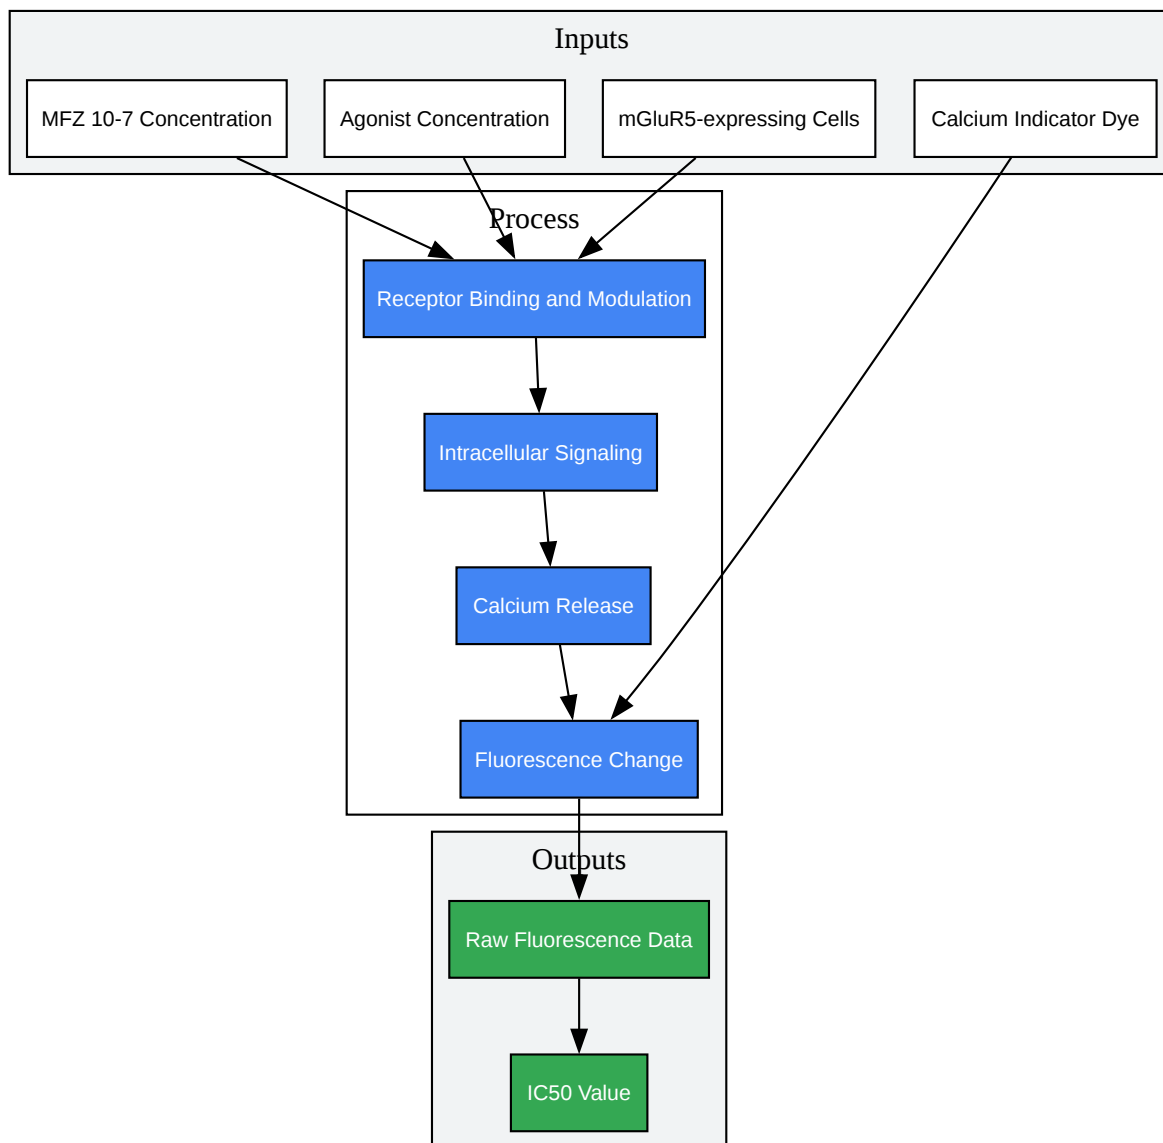 Inputs
MFZ 10-7 Concentration
Agonist Concentration
mGluR5-expressing Cells
Calcium Indicator Dye
Process
Receptor Binding and Modulation
Intracellular Signaling
Calcium Release
Fluorescence Change
Outputs
Raw Fluorescence Data
IC50 Value